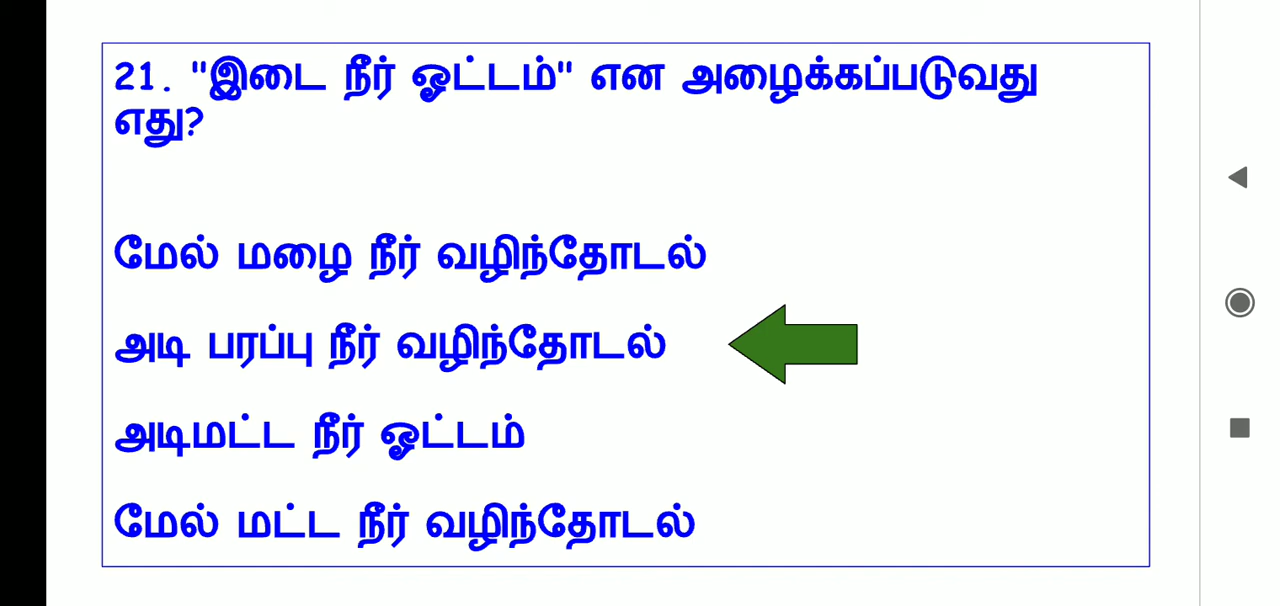 21. "இடை நீர் ஓட்டம்" என அழைக்கப்படுவது
எது?
மேல் மழை நீர் வழிந்தோடல்
அடி பரப்பு நீர் வழிந்தோடல்
அடிமட்ட நீர் ஓட்டம்
மேல் மட்ட நீர் வழிந்தோடல்